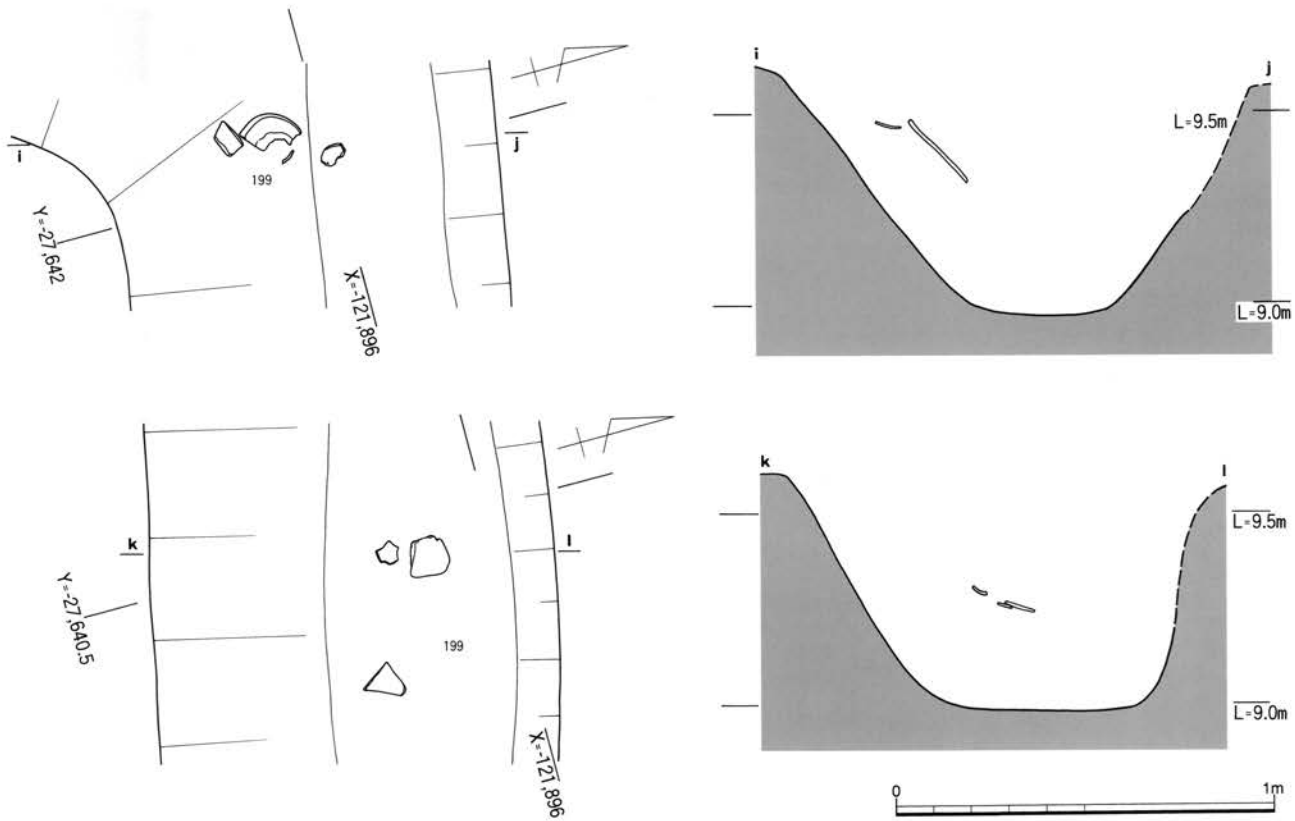 i
j
199
Y=-27,642
X=-121,896
i
j
L=9.5m
L=9.0m
k
l
199
Y=-27,640.5
X=-121,896
k
l
L=9.5m
L=9.0m
0
1m